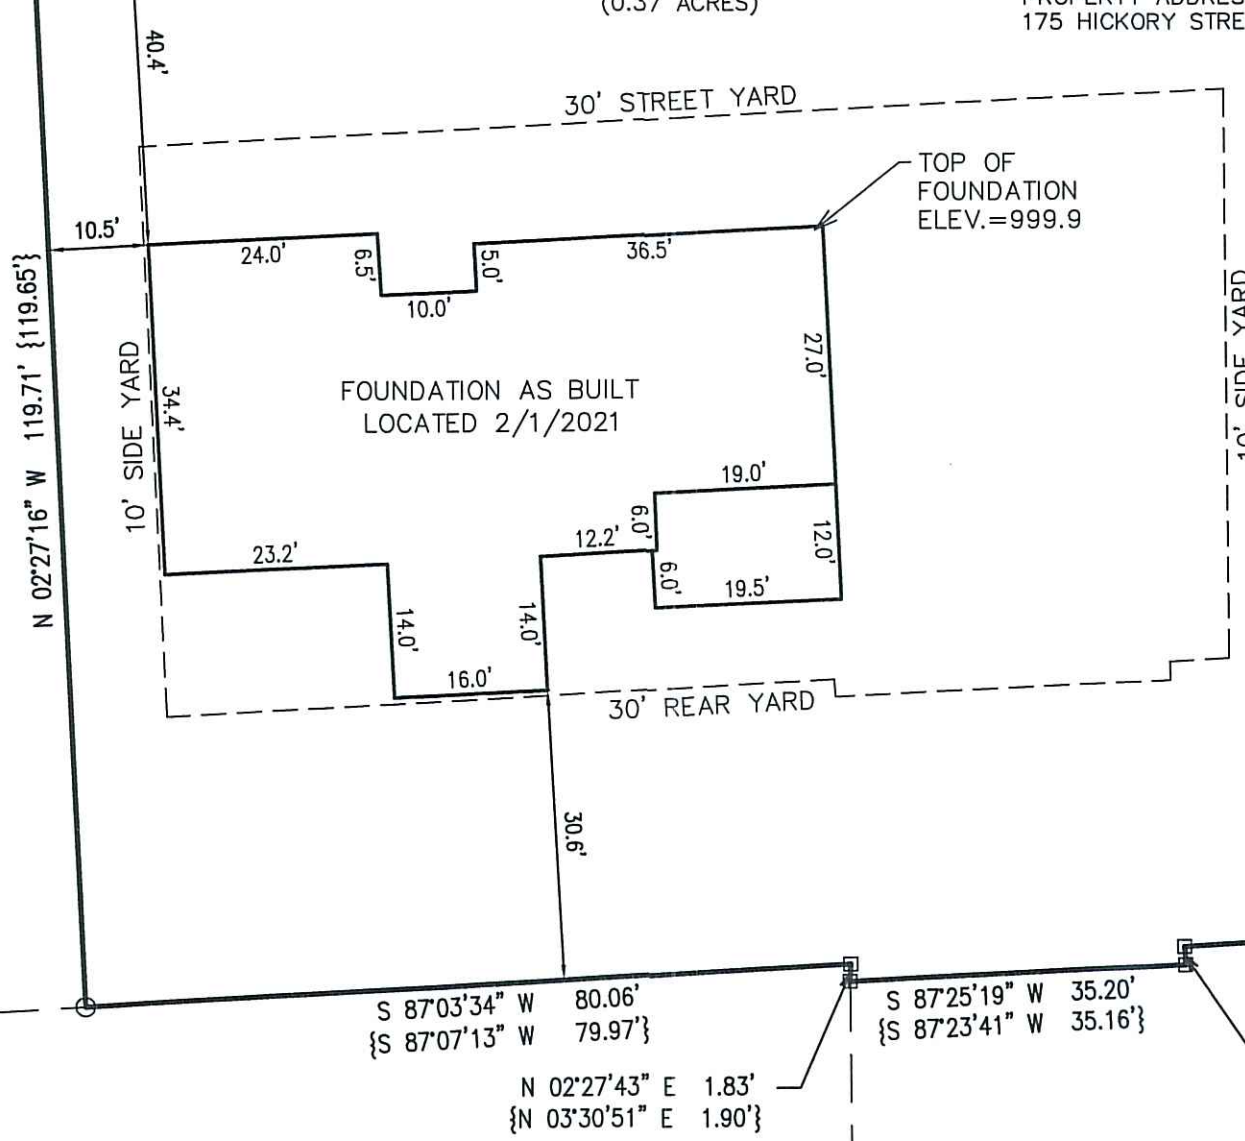 (0.37 ACRES)
175 HICKORY STRE
40.4'
30' STREET YARD
TOP OF
FOUNDATION
ELEV.=999.9
10.5'
24.0'
6.5'
5.0'
36.5'
10.0'
27.0'
N 02°27'16" W 119.71' {119.65'}
10' SIDE YARD
34.4'
FOUNDATION AS BUILT
LOCATED 2/1/2021
10' SIDE YARD
19.0'
6.0'
12.0'
12.2'
23.2'
6.0'
19.5'
14.0'
14.0'
16.0'
30' REAR YARD
30.6'
S 87°03'34" W 80.06'
{S 87°07'13" W 79.97'}
S 87°25'19" W 35.20'
{S 87°23'41" W 35.16'}
N 02°27'43" E 1.83'
{N 03°30'51" E 1.90'}